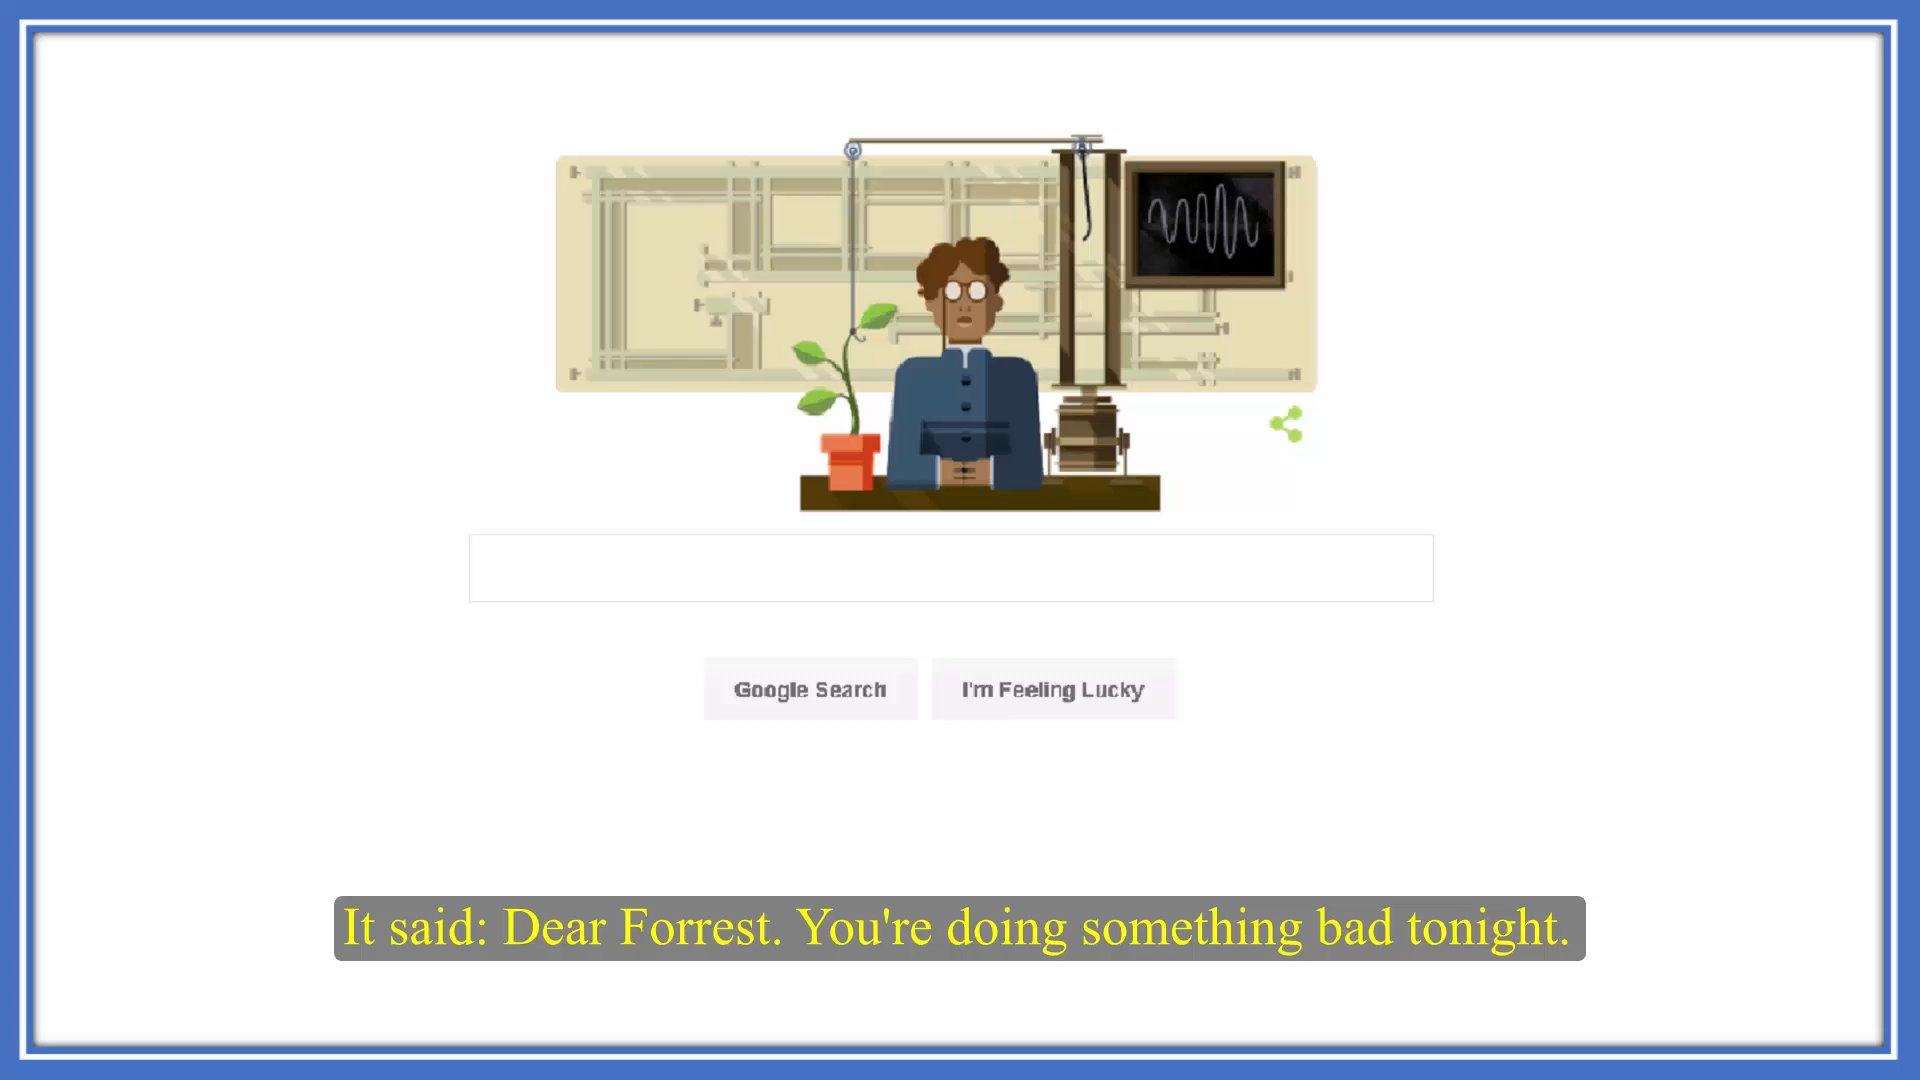 Google Search
I'm Feeling Lucky
It said: Dear Forrest. You're doing something bad tonight.